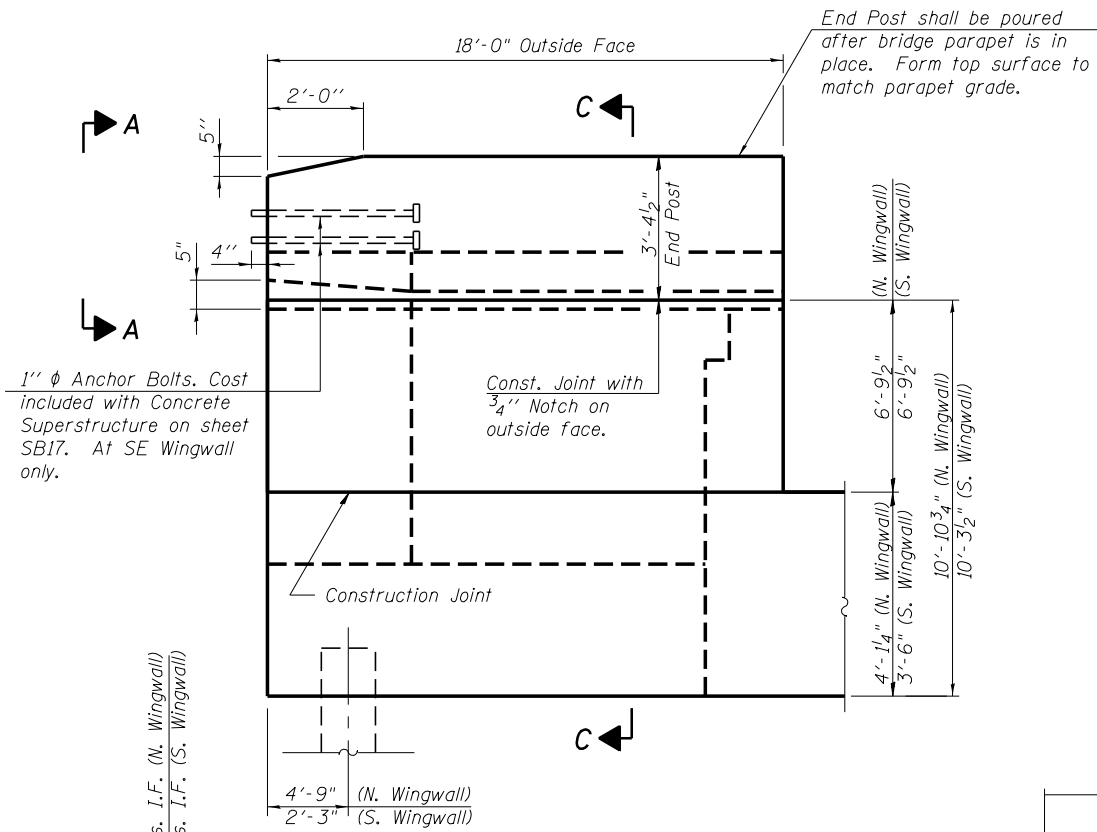 End Post shall be poured
after bridge parapet is in
place. Form top surface to
match parapet grade.
18'-0" Outside Face
2'-0"
C
A
5"
3'-4½"
End Post
(N. Wingwall)
(S. Wingwall)
5"
4"
A
1" ϕ Anchor Bolts. Cost
included with Concrete
Superstructure on sheet
SB17. At SE Wingwall
only.
Const. Joint with
¾" Notch on
outside face.
6'-9½"
6'-9½"
10'-10¾" (N. Wingwall)
10'-3½" (S. Wingwall)
4'-1¼" (N. Wingwall)
3'-6" (S. Wingwall)
Construction Joint
C
s. I.F. (N. Wingwall)
s. I.F. (S. Wingwall)
4'-9" (N. Wingwall)
2'-3" (S. Wingwall)